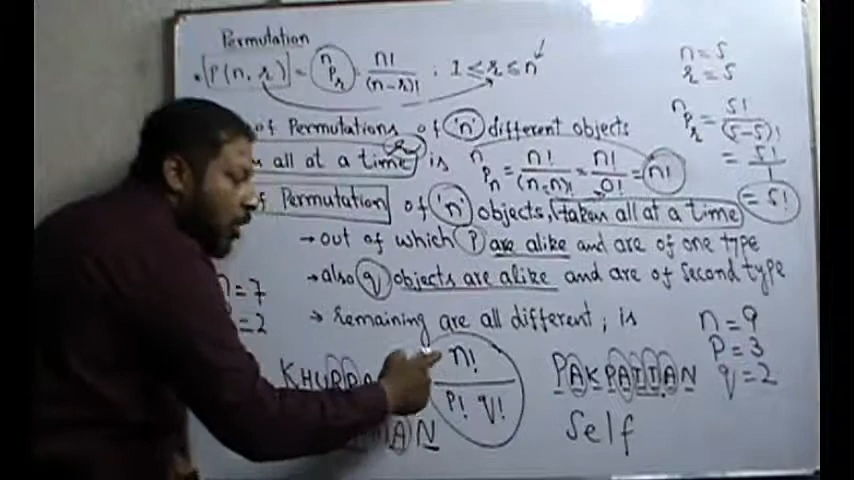 Permutation
P(n, r) = nPr = n!/(n-r)! ; 1 ≤ r ≤ n
n=5
r=5
of Permutations of 'n' different objects
all at a time is nPn = n!/(n-n)! = n!/0! = n!
nPr = 5!/(5-5)!
= 5!/1
= 5!
of Permutation of 'n' objects, taken all at a time
→ out of which p are alike and are of one type
→ also q objects are alike and are of second type
→ Remaining are all different, is
=7
=2
n!/p! q!
PAKPATTAN
n=9
p=3
q=2
Self